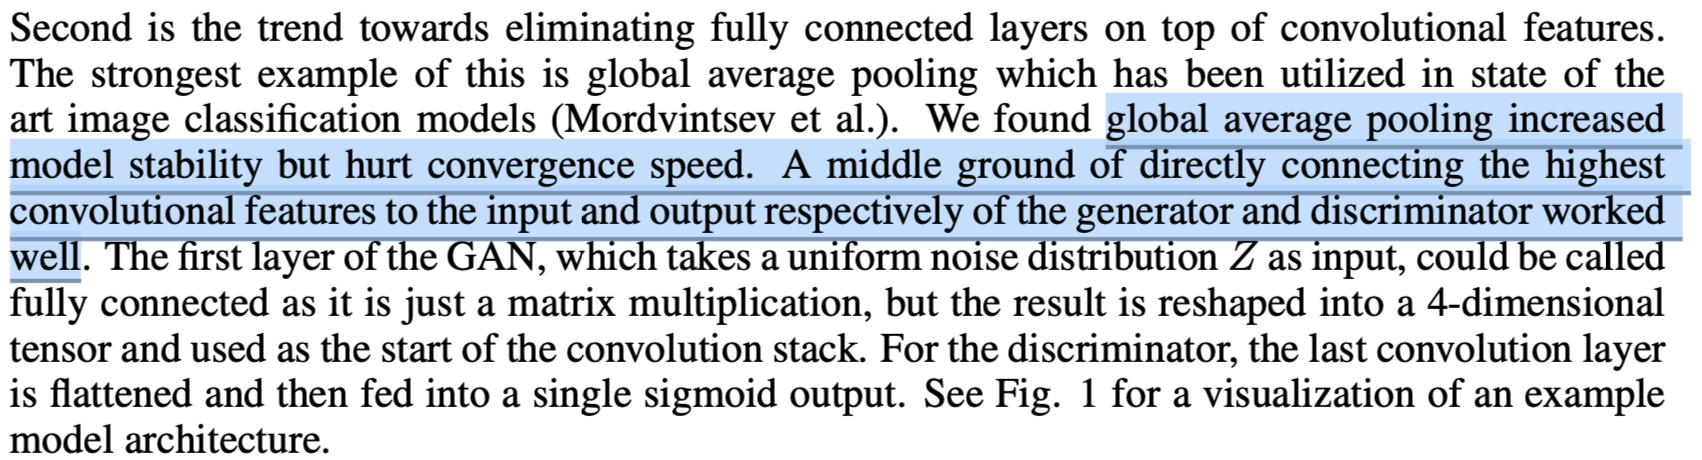 Second is the trend towards eliminating fully connected layers on top of convolutional features.
The strongest example of this is global average pooling which has been utilized in state of the
art image classification models (Mordvintsev et al.). We found global average pooling increased
model stability but hurt convergence speed. A middle ground of directly connecting the highest
convolutional features to the input and output respectively of the generator and discriminator worked
well. The first layer of the GAN, which takes a uniform noise distribution Z as input, could be called
fully connected as it is just a matrix multiplication, but the result is reshaped into a 4-dimensional
tensor and used as the start of the convolution stack. For the discriminator, the last convolution layer
is flattened and then fed into a single sigmoid output. See Fig. 1 for a visualization of an example
model architecture.